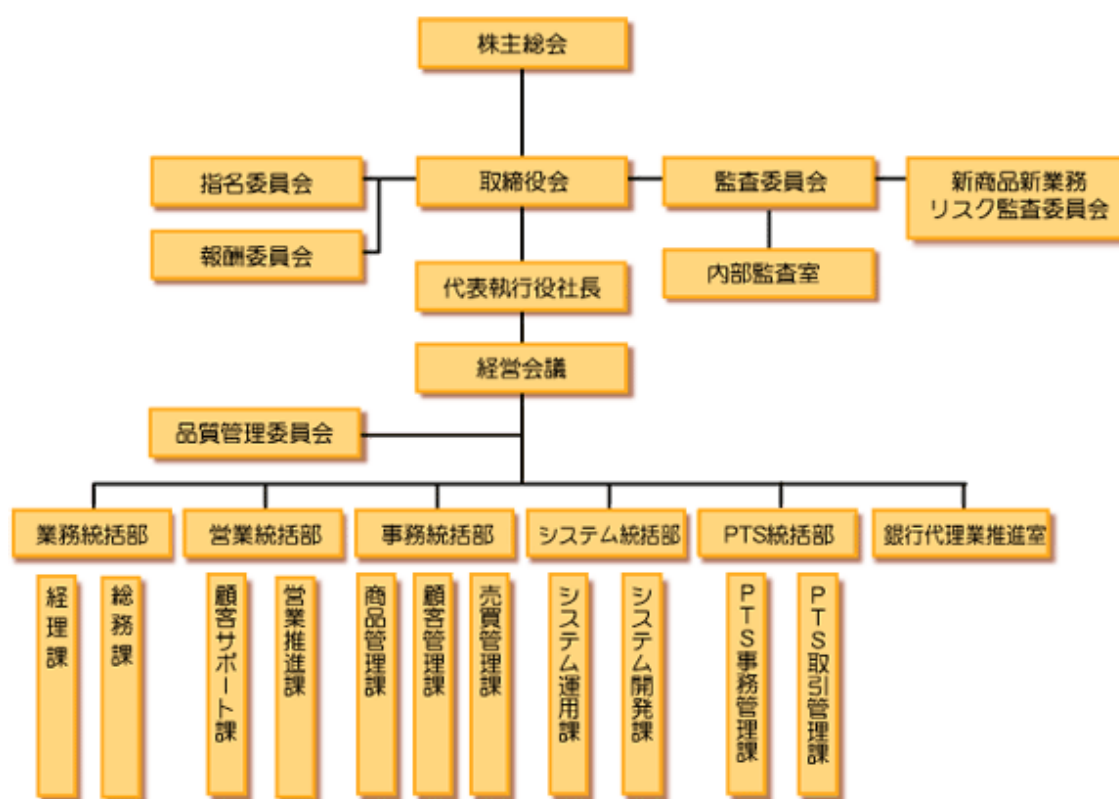 株主総会
指名委員会
取締役会
監査委員会
新商品新業務
リスク監査委員会
報酬委員会
内部監査室
代表執行役社長
経営会議
品質管理委員会
業務統括部
営業統括部
事務統括部
システム統括部
PTS統括部
銀行代理業推進室
経理課
総務課
顧客サポート課
営業推進課
商品管理課
顧客管理課
売買管理課
システム運用課
システム開発課
PTS事務管理課
PTS取引管理課